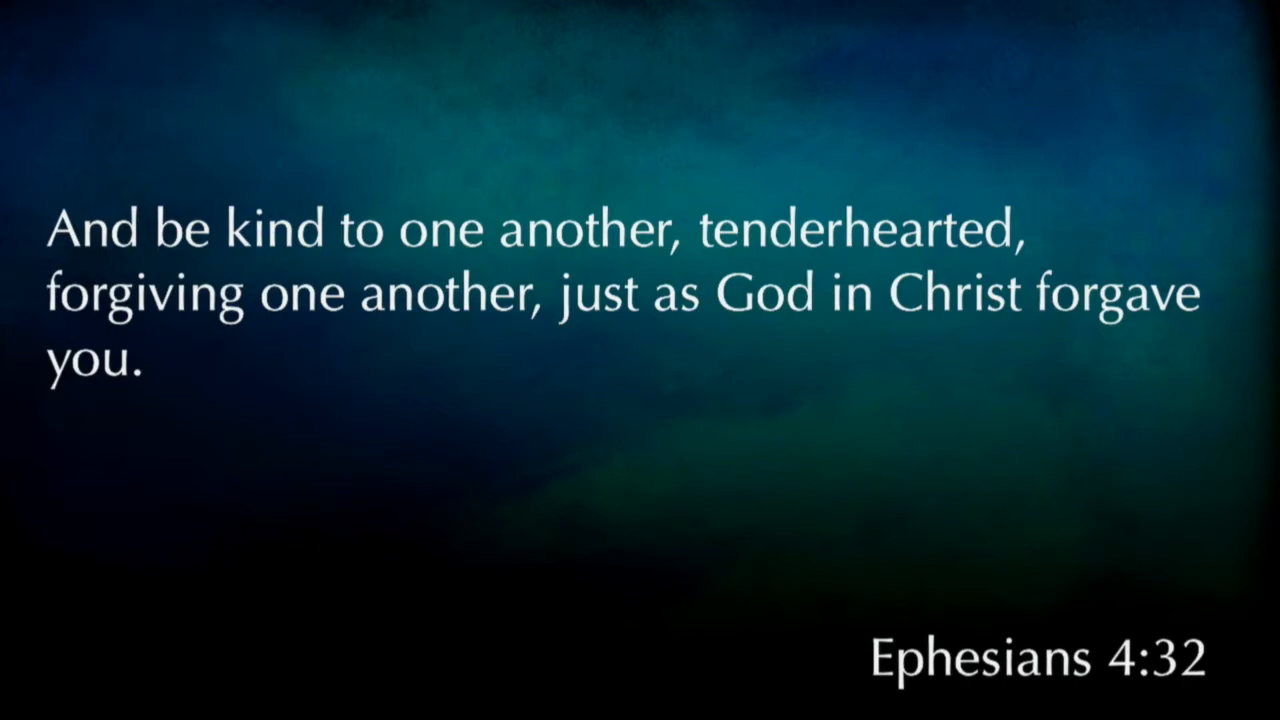 And be kind to one another, tenderhearted,
forgiving one another, just as God in Christ forgave
you.
Ephesians 4:32